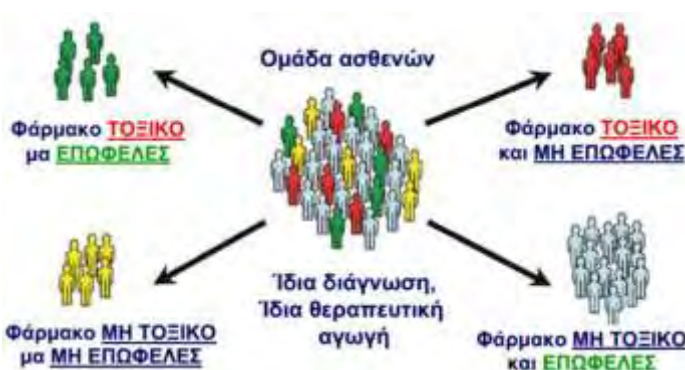 Ομάδα ασθενών
Φάρμακο ΤΟΞΙΚΟ
μα ΕΠΩΦΕΛΕΣ
Φάρμακο ΤΟΞΙΚΟ
και ΜΗ ΕΠΩΦΕΛΕΣ
Ίδια διάγνωση,
Ίδια θεραπευτική
αγωγή
Φάρμακο ΜΗ ΤΟΞΙΚΟ
μα ΜΗ ΕΠΩΦΕΛΕΣ
Φάρμακο ΜΗ ΤΟΞΙΚΟ
και ΕΠΩΦΕΛΕΣ